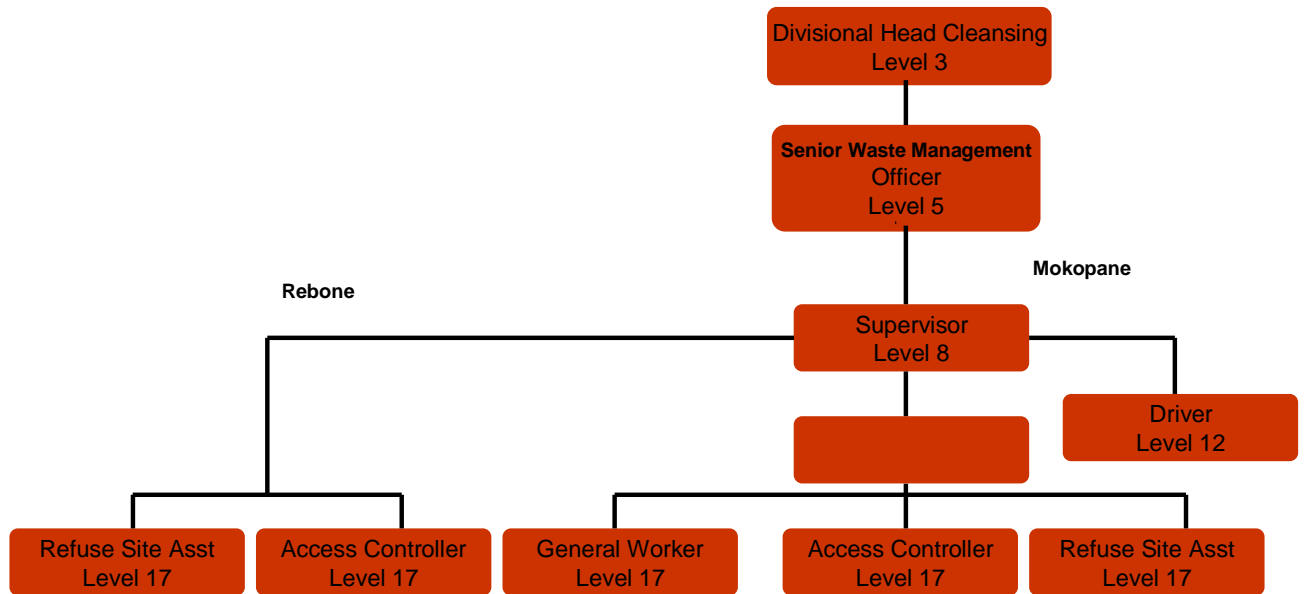 Divisional Head Cleansing
Level 3
Senior Waste Management
Officer
Level 5
Mokopane
Rebone
Supervisor
Level 8
Driver
Level 12
Refuse Site Asst
Level 17
Access Controller
Level 17
General Worker
Level 17
Access Controller
Level 17
Refuse Site Asst
Level 17